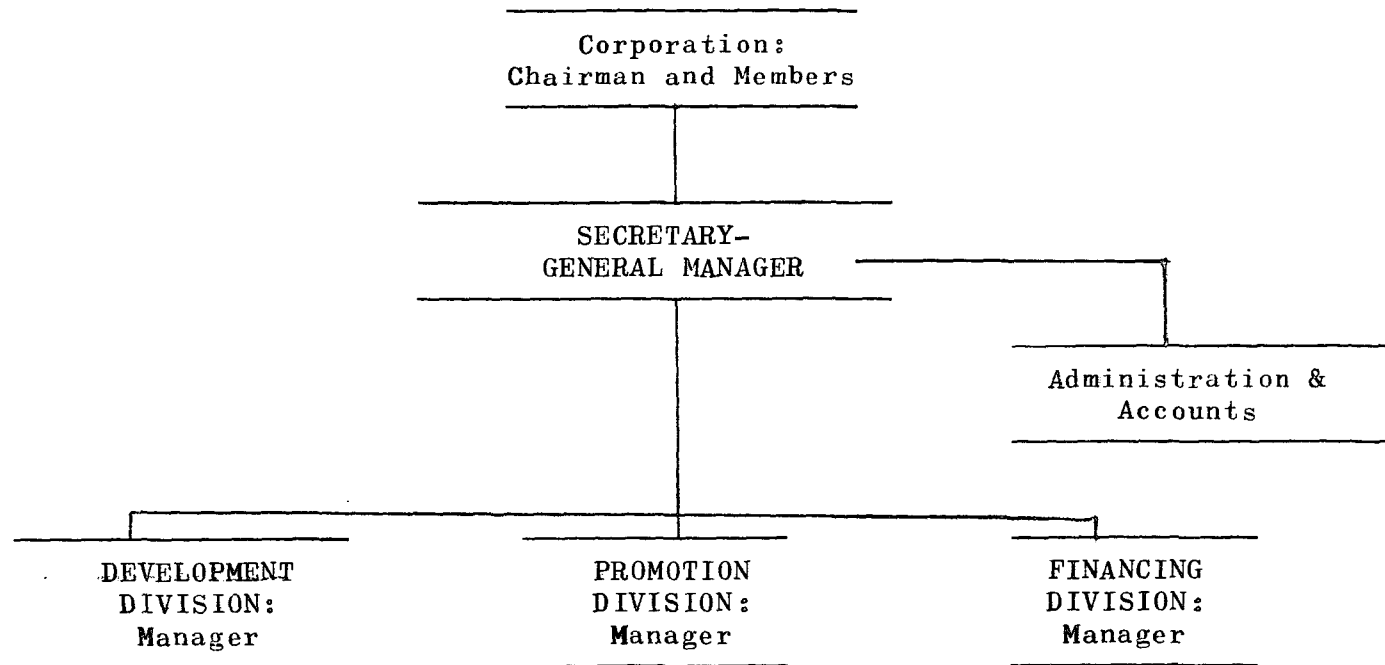 Corporation:
Chairman and Members
SECRETARY-
GENERAL MANAGER
Administration &
Accounts
DEVELOPMENT
DIVISION:
Manager
PROMOTION
DIVISION:
Manager
FINANCING
DIVISION:
Manager